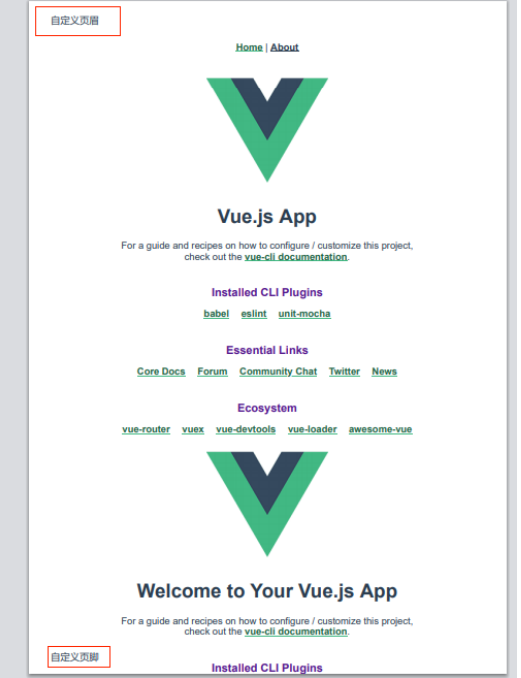 自定义页眉
Home | About
Vue.js App
For a guide and recipes on how to configure / customize this project,
check out the vue-cli documentation.
Installed CLI Plugins
babel eslint unit-mocha
Essential Links
Core Docs Forum Community Chat Twitter News
Ecosystem
vue-router vuex vue-devtools vue-loader awesome-vue
Welcome to Your Vue.js App
For a guide and recipes on how to configure / customize this project,
check out the vue-cli documentation.
自定义页脚
Installed CLI Plugins